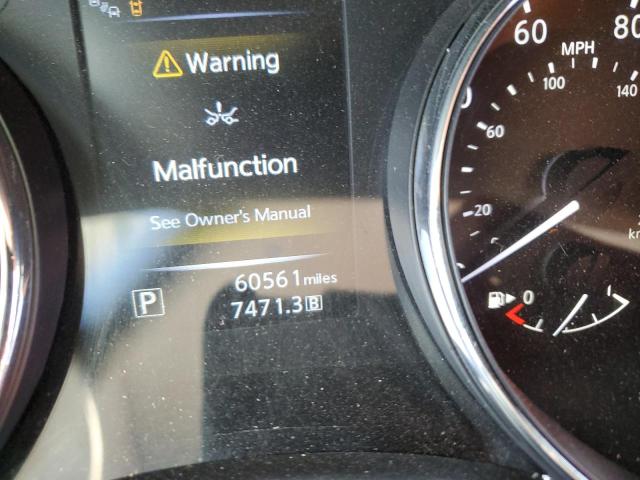 Warning
Malfunction
See Owner's Manual
60561 miles
P
7471.3 B
60
80
MPH
100
140
60
20
0